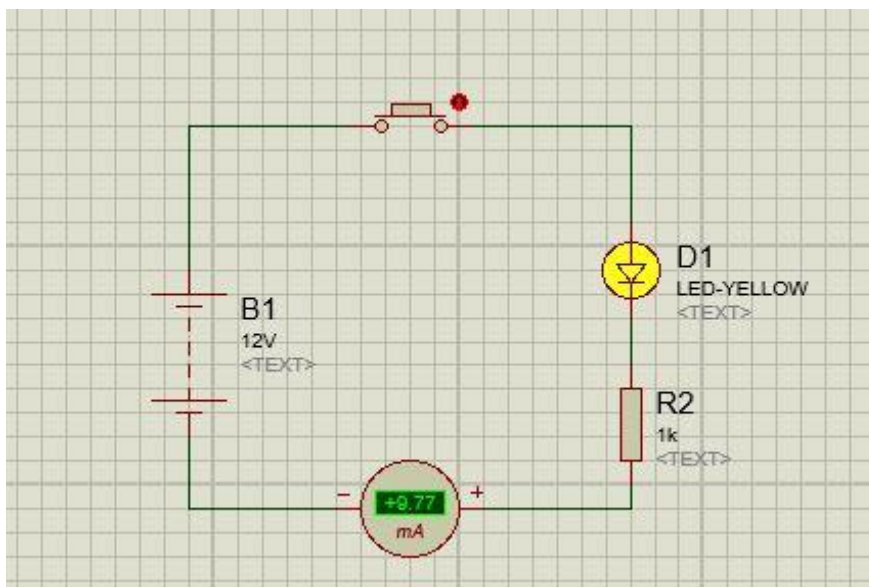 D1
LED-YELLOW
<TEXT>
B1
12V
<TEXT>
R2
1k
<TEXT>
- +9.77 +
mA